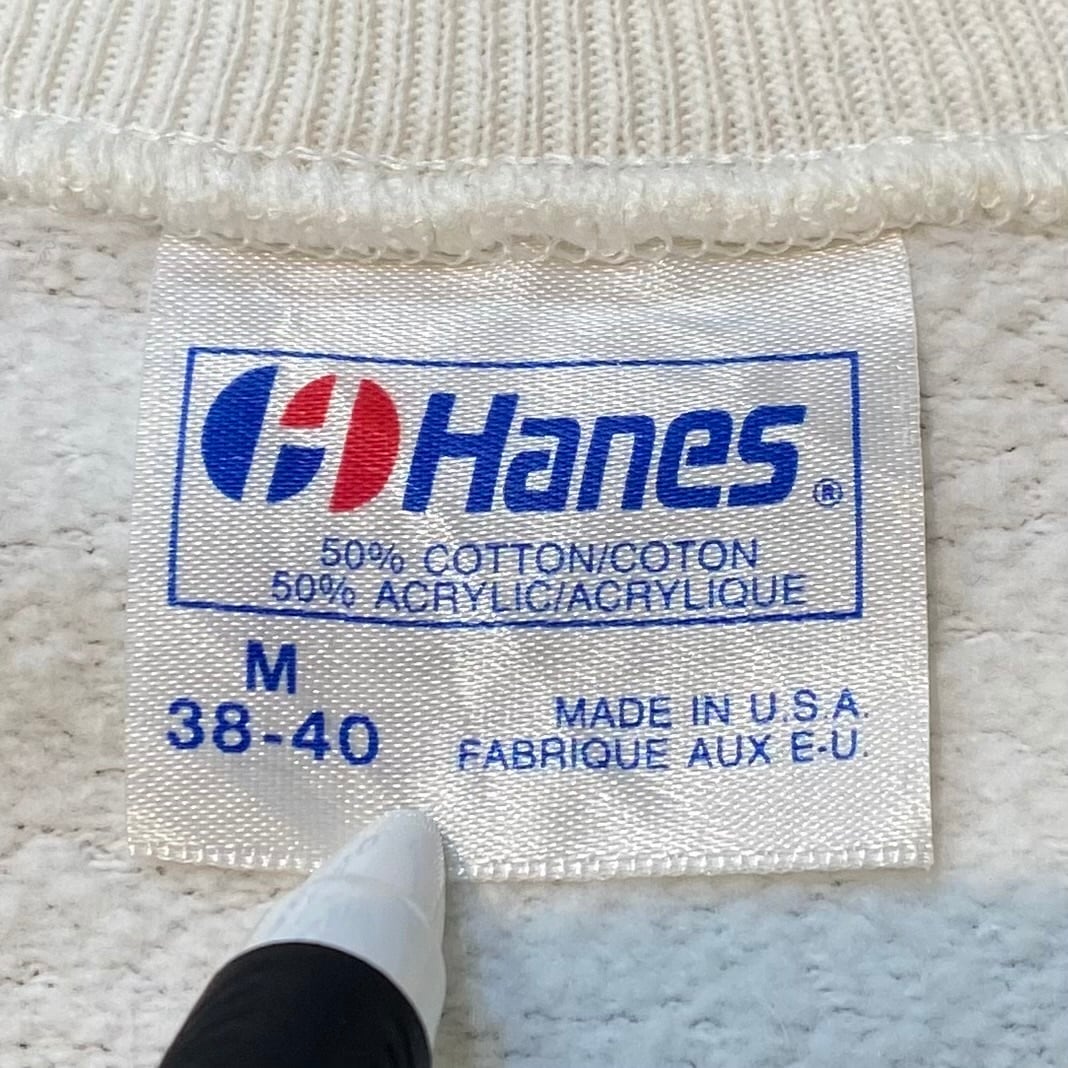 Hanes ®
50% COTTON/COTON
50% ACRYLIC/ACRYLIQUE
M
38-40
MADE IN U.S.A.
FABRIQUE AUX E-U.